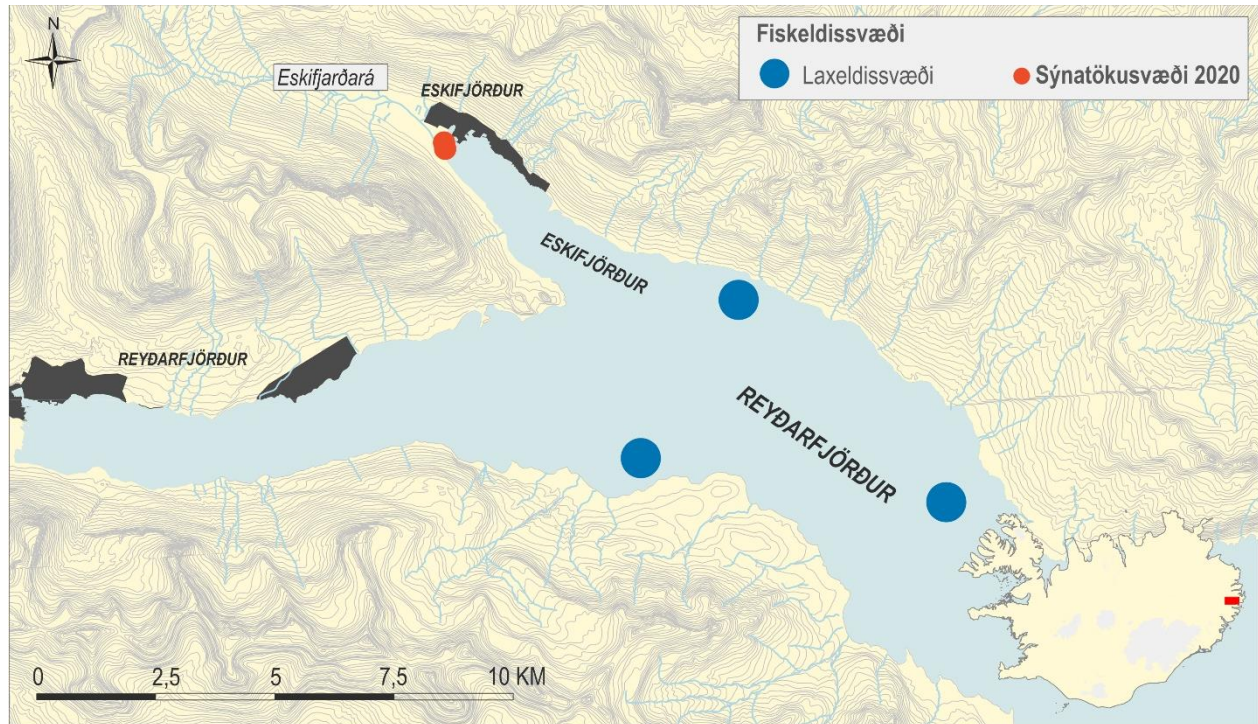 N
Fiskeldissvæði
Laxeldissvæði
Sýnatökusvæði 2020
Eskifjarðará
ESKIFJÖRÐUR
ESKIFJÖRÐUR
REYÐARFJÖRÐUR
REYÐARFJÖRÐUR
0 2,5 5 7,5 10 KM